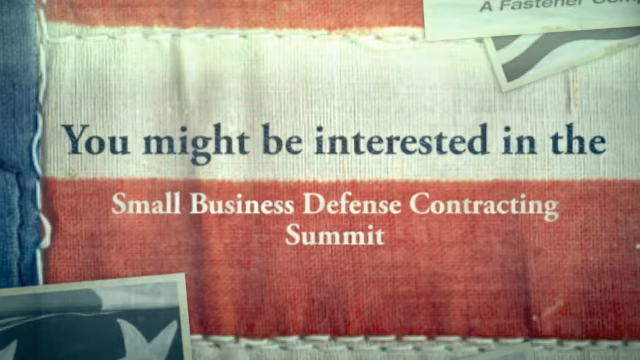 A Fastener
You might be interested in the
Small Business Defense Contracting
Summit